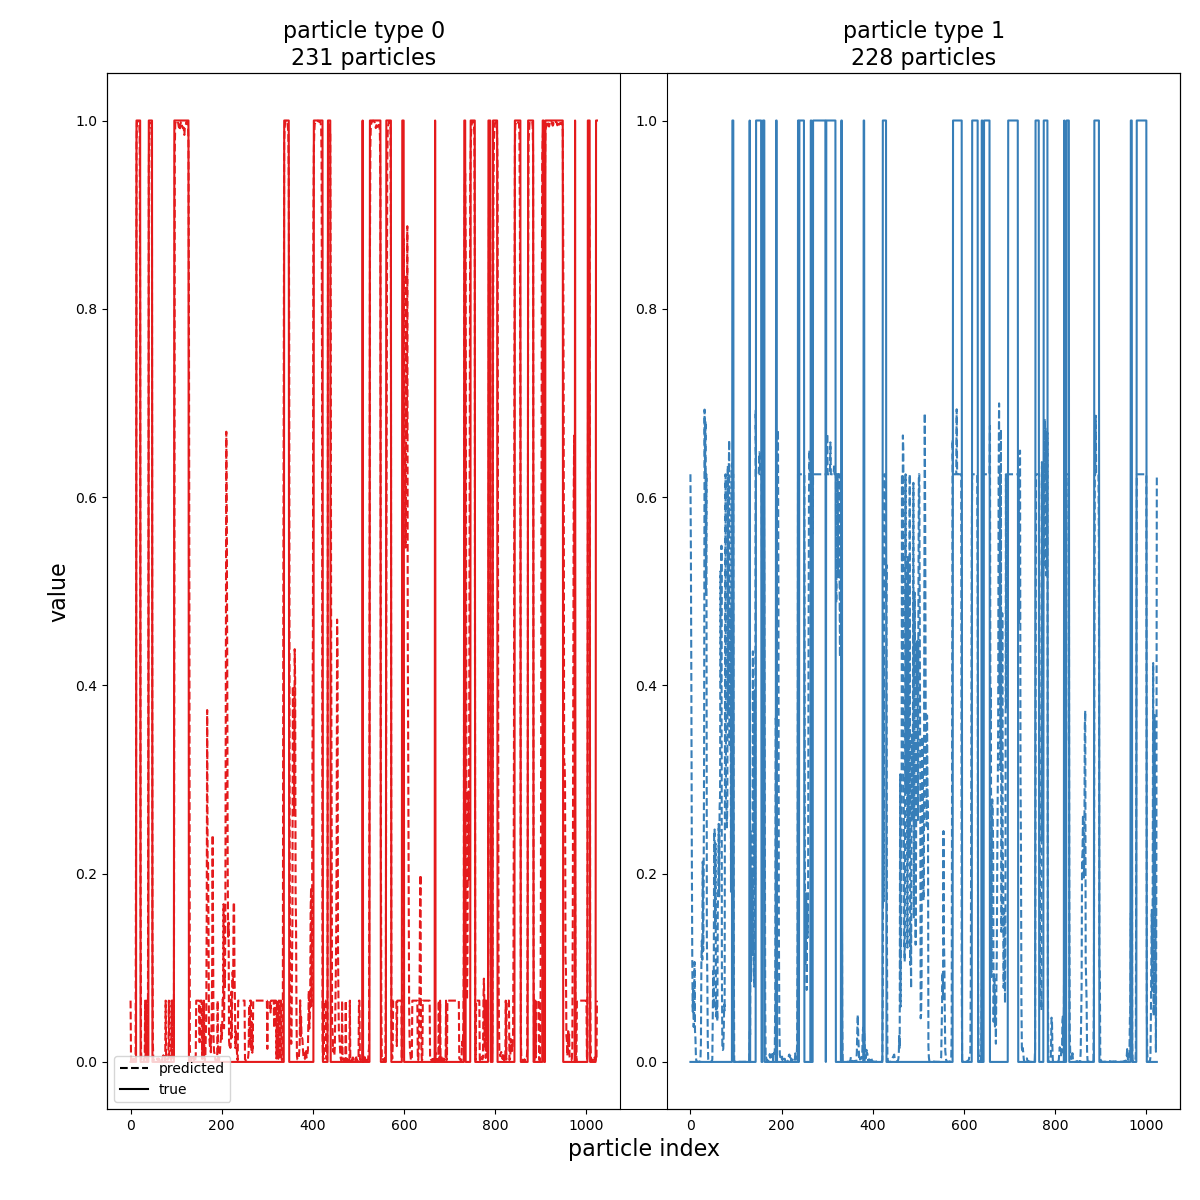 particle type 0
231 particles
particle type 1
228 particles
1.0
0.8
0.6
0.4
0.2
0.0
value
predicted
true
0 200 400 600 800 1000
1.0
0.8
0.6
0.4
0.2
0.0
0 200 400 600 800 1000
particle index